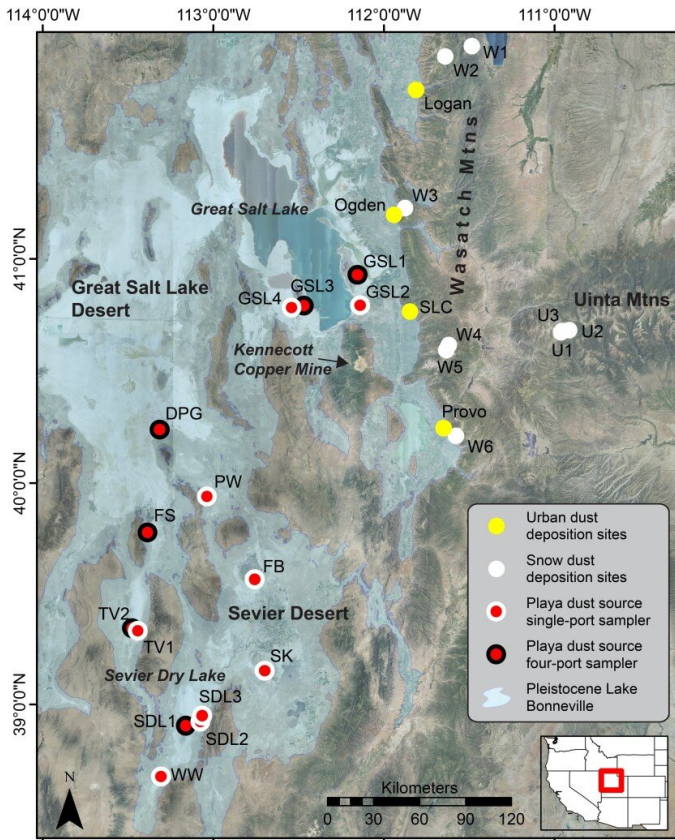 114°0'0"W
113°0'0"W
112°0'0"W
111°0'0"W
W1
W2
Logan
Wasatch Mtns
W3
Ogden
Great Salt Lake
41°0'0"N
GSL1
Great Salt Lake
Desert
GSL4
GSL3
GSL2
SLC
Uinta Mtns
U3
U2
U1
W4
W5
Kennecott
Copper Mine
DPG
Provo
W6
40°0'0"N
PW
FS
FB
TV2
TV1
Sevier Desert
SK
Sevier Dry Lake
39°0'0"N
SDL3
SDL1
SDL2
WW
Urban dust
deposition sites
Snow dust
deposition sites
Playa dust source
single-port sampler
Playa dust source
four-port sampler
Pleistocene Lake
Bonneville
N
Kilometers
0 15 30 60 90 120